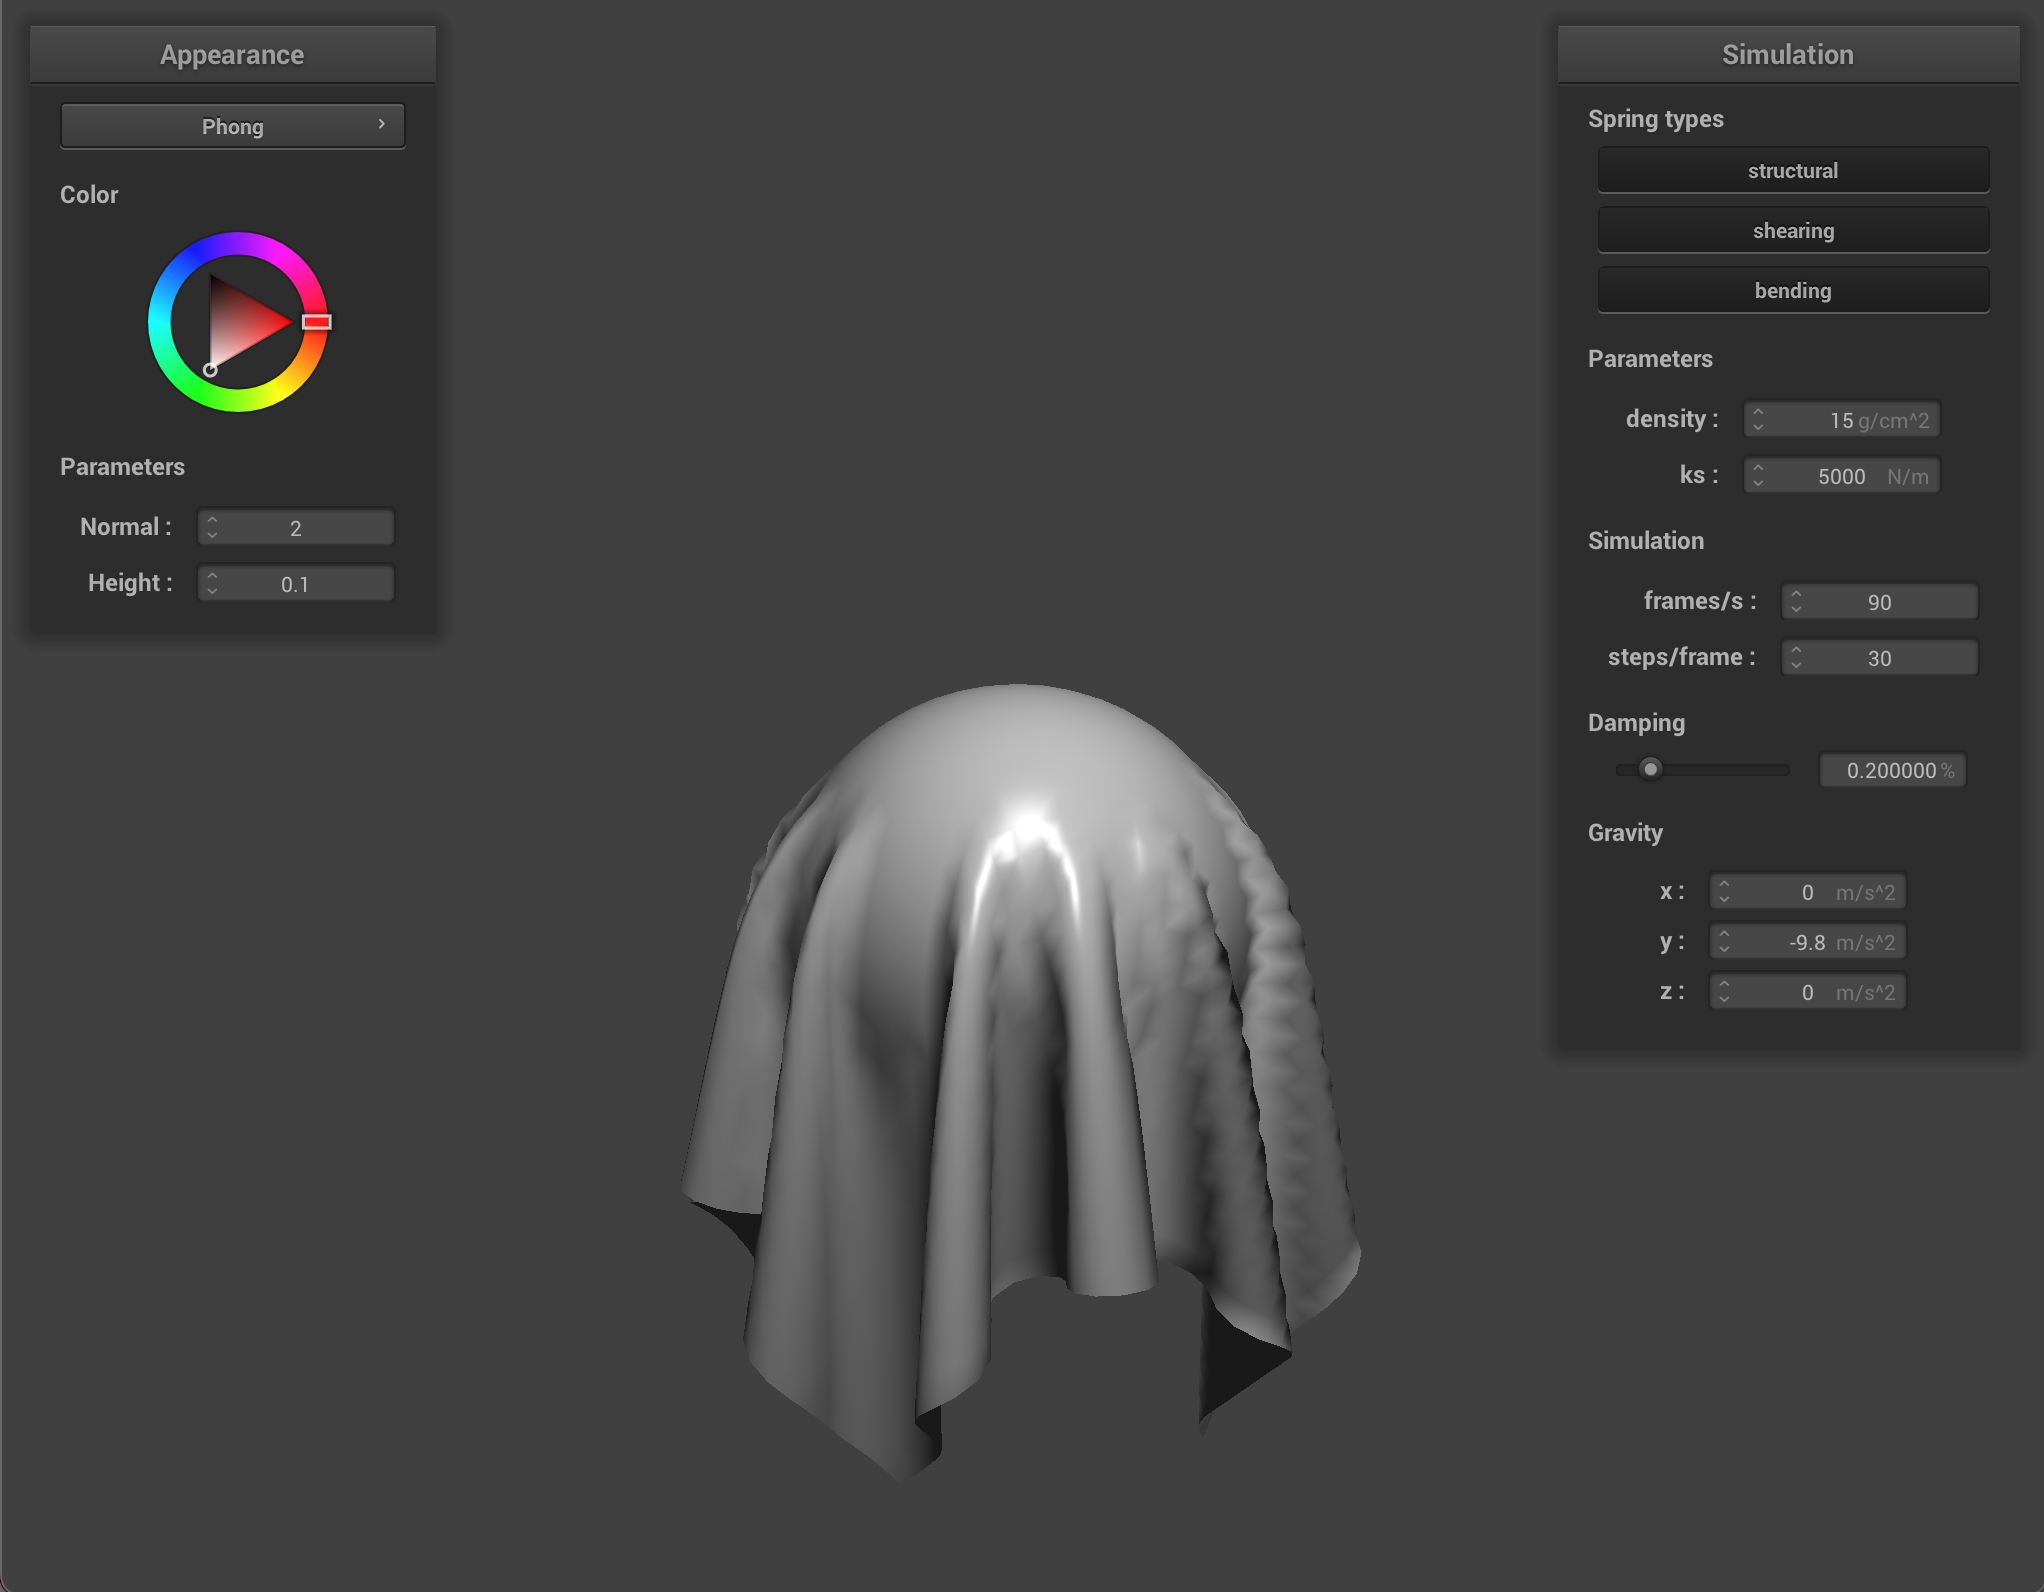 Appearance
Phong
Color
Parameters
Normal : 2
Height : 0.1
Simulation
Spring types
structural
shearing
bending
Parameters
density : 15 g/cm^2
ks : 5000 N/m
Simulation
frames/s : 90
steps/frame : 30
Damping
0.200000 %
Gravity
x : 0 m/s^2
y : -9.8 m/s^2
z : 0 m/s^2